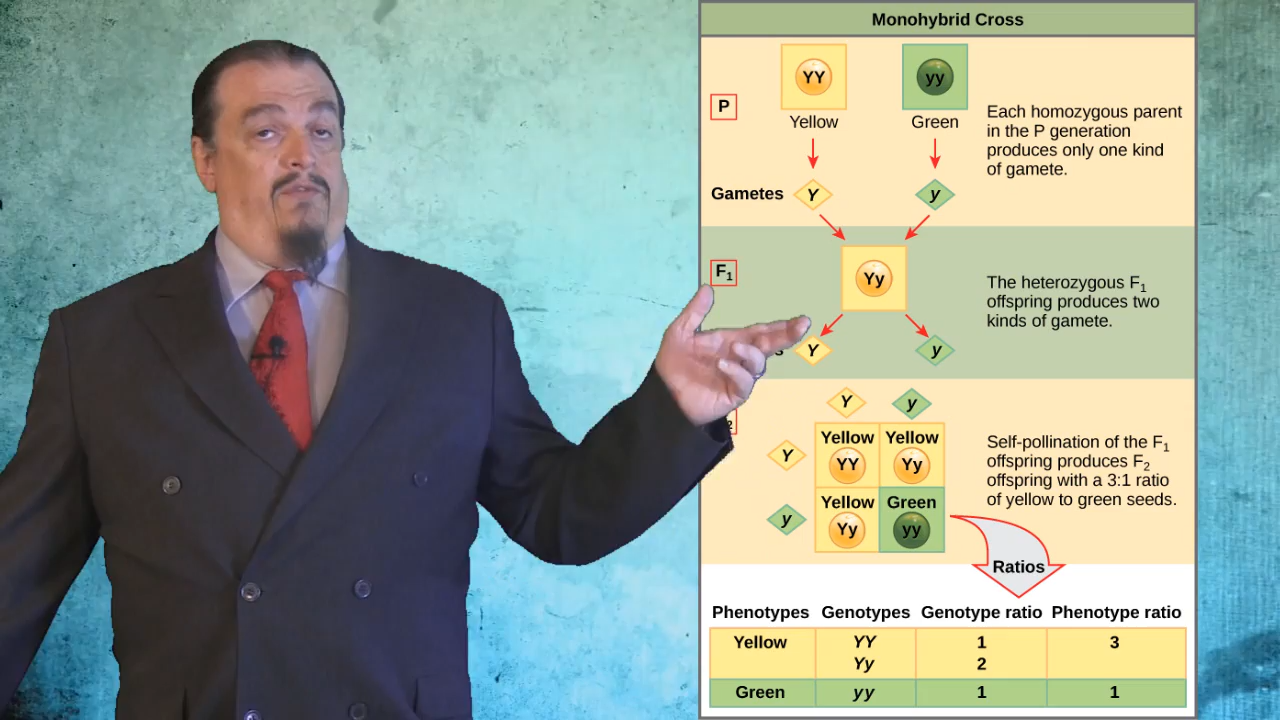 Monohybrid Cross
P
YY
yy
Yellow
Green
Each homozygous parent
in the P generation
produces only one kind
of gamete.
Gametes
Y
y
F₁
Yy
The heterozygous F₁
offspring produces two
kinds of gamete.
Y
y
Y
y
Y
Yellow
Yellow
YY
Yy
y
Yellow
Green
Yy
yy
Self-pollination of the F₁
offspring produces F₂
offspring with a 3:1 ratio
of yellow to green seeds.
Ratios
Phenotypes Genotypes Genotype ratio Phenotype ratio
Yellow YY 1 3
Yy 2
Green yy 1 1